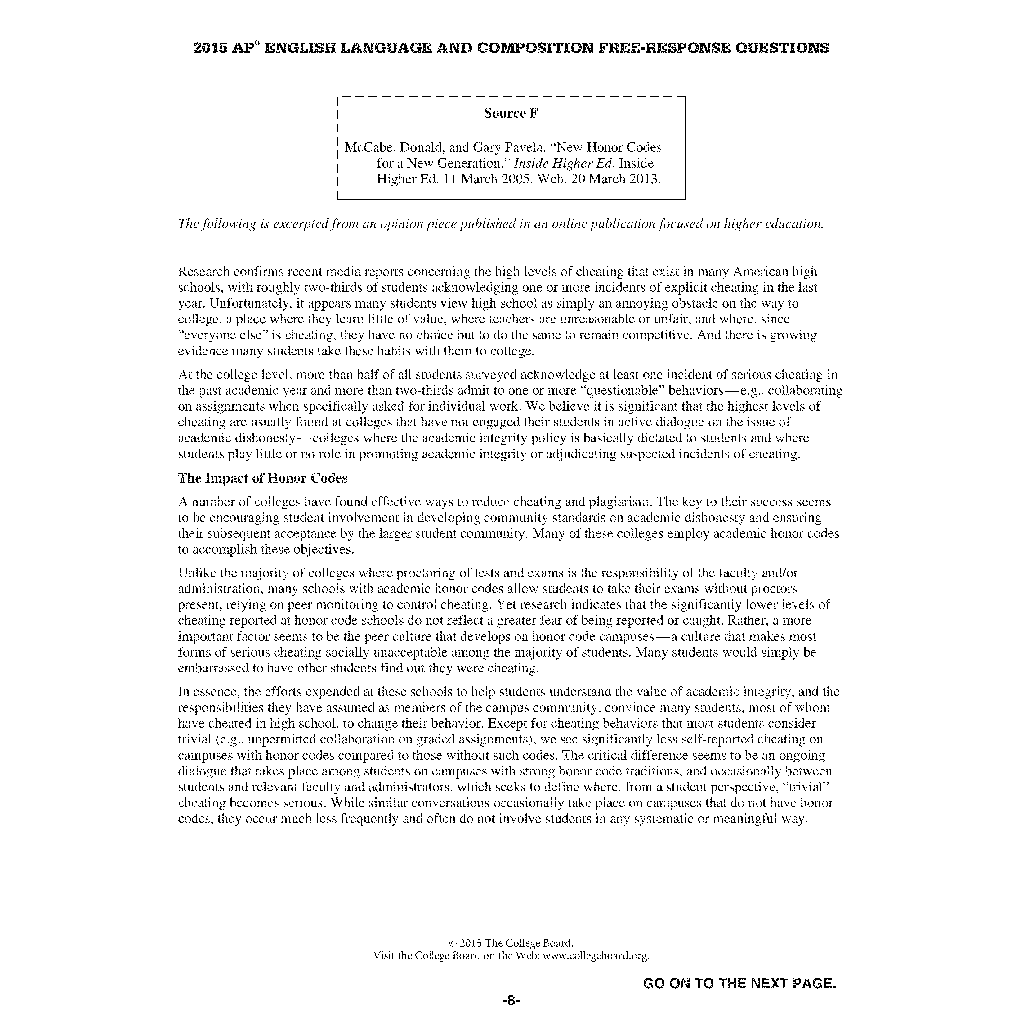 2015 AP® ENGLISH LANGUAGE AND COMPOSITION FREE-RESPONSE QUESTIONS
Source F
McCabe, Donald, and Gary Pavela. “New Honor Codes
for a New Generation.” Inside Higher Ed. Inside
Higher Ed, 11 March 2005. Web. 20 March 2013.
The following is excerpted from an opinion piece published in an online publication focused on higher education.
Research confirms recent media reports concerning the high levels of cheating that exist in many American high
schools, with roughly two-thirds of students acknowledging one or more incidents of explicit cheating in the last
year. Unfortunately, it appears many students view high school as simply an annoying obstacle on the way to
college, a place where they learn little of value, where teachers are unreasonable or unfair, and where, since
“everyone else” is cheating, they have no choice but to do the same to remain competitive. And there is growing
evidence many students take these habits with them to college.
At the college level, more than half of all students surveyed acknowledge at least one incident of serious cheating in
the past academic year and more than two-thirds admit to one or more “questionable” behaviors—e.g., collaborating
on assignments when specifically asked for individual work. We believe it is significant that the highest levels of
cheating are usually found at colleges that have not engaged their students in active dialogue on the issue of
academic dishonesty—colleges where the academic integrity policy is basically dictated to students and where
students play little or no role in promoting academic integrity or adjudicating suspected incidents of cheating.
The Impact of Honor Codes
A number of colleges have found effective ways to reduce cheating and plagiarism. The key to their success seems
to be encouraging student involvement in developing community standards on academic dishonesty and ensuring
their subsequent acceptance by the larger student community. Many of these colleges employ academic honor codes
to accomplish these objectives.
Unlike the majority of colleges where proctoring of tests and exams is the responsibility of the faculty and/or
administration, many schools with academic honor codes allow students to take their exams without proctors
present, relying on peer monitoring to control cheating. Yet research indicates that the significantly lower levels of
cheating reported at honor code schools do not reflect a greater fear of being reported or caught. Rather, a more
important factor seems to be the peer culture that develops on honor code campuses—a culture that makes most
forms of serious cheating socially unacceptable among the majority of students. Many students would simply be
embarrassed to have other students find out they were cheating.
In essence, the efforts expended at these schools to help students understand the value of academic integrity, and the
responsibilities they have assumed as members of the campus community, convince many students, most of whom
have cheated in high school, to change their behavior. Except for cheating behaviors that most students consider
trivial (e.g., unpermitted collaboration on graded assignments), we see significantly less self-reported cheating on
campuses with honor codes compared to those without such codes. The critical difference seems to be an ongoing
dialogue that takes place among students on campuses with strong honor code traditions, and occasionally between
students and relevant faculty and administrators, which seeks to define where, from a student perspective, “trivial”
cheating becomes serious. While similar conversations occasionally take place on campuses that do not have honor
codes, they occur much less frequently and often do not involve students in any systematic or meaningful way.
© 2015 The College Board.
Visit the College Board on the Web: www.collegeboard.org.
GO ON TO THE NEXT PAGE.
-8-